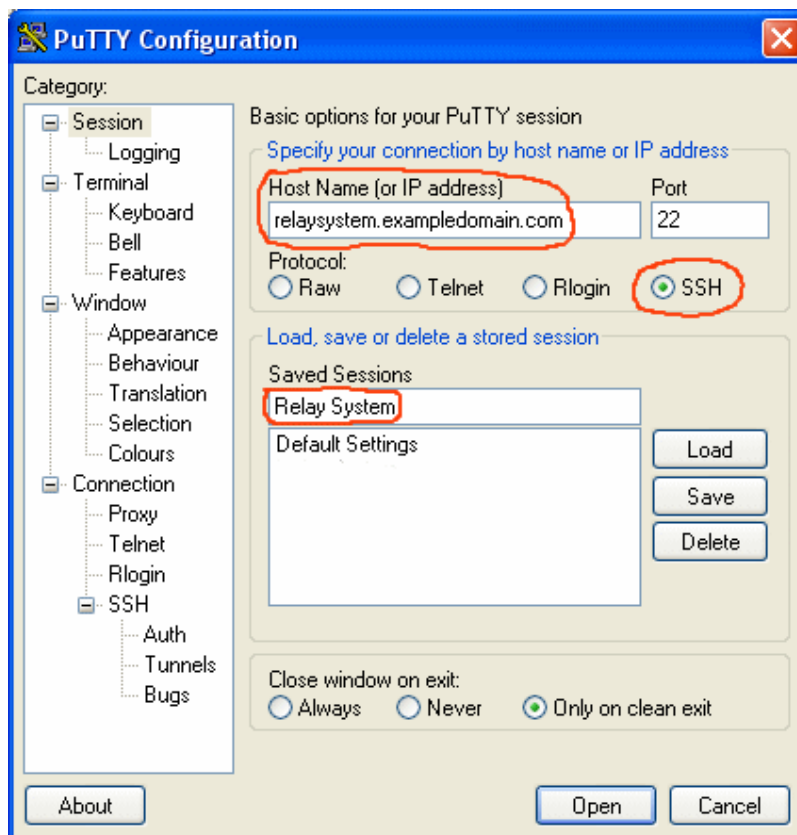 PuTTY Configuration
Category:
Session
Logging
Terminal
Keyboard
Bell
Features
Window
Appearance
Behaviour
Translation
Selection
Colours
Connection
Proxy
Telnet
Rlogin
SSH
Auth
Tunnels
Bugs
Basic options for your PuTTY session
Specify your connection by host name or IP address
Host Name (or IP address) Port
relaysystem.exampledomain.com 22
Protocol:
Raw Telnet Rlogin SSH
Load, save or delete a stored session
Saved Sessions
Relay System
Default Settings
Load
Save
Delete
Close window on exit:
Always Never Only on clean exit
About Open Cancel